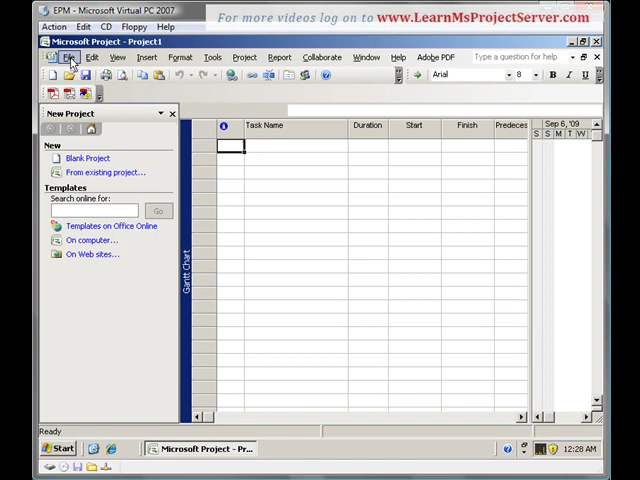 EPM - Microsoft Virtual PC 2007
For more videos log on to www.LearnMsProjectServer.com
Action Edit CD Floppy Help
Microsoft Project - Project1
File Edit View Insert Format Tools Project Report Collaborate Window Help Adobe PDF Type a question for help
Arial 8 B I U
New Project
Task Name Duration Start Finish Predeces Sep 6, '09
S S M T W
New
Blank Project
From existing project...
Templates
Search online for:
Go
Templates on Office Online
On computer...
On Web sites...
Gantt Chart
Ready
Start Microsoft Project - Pr... 12:28 AM